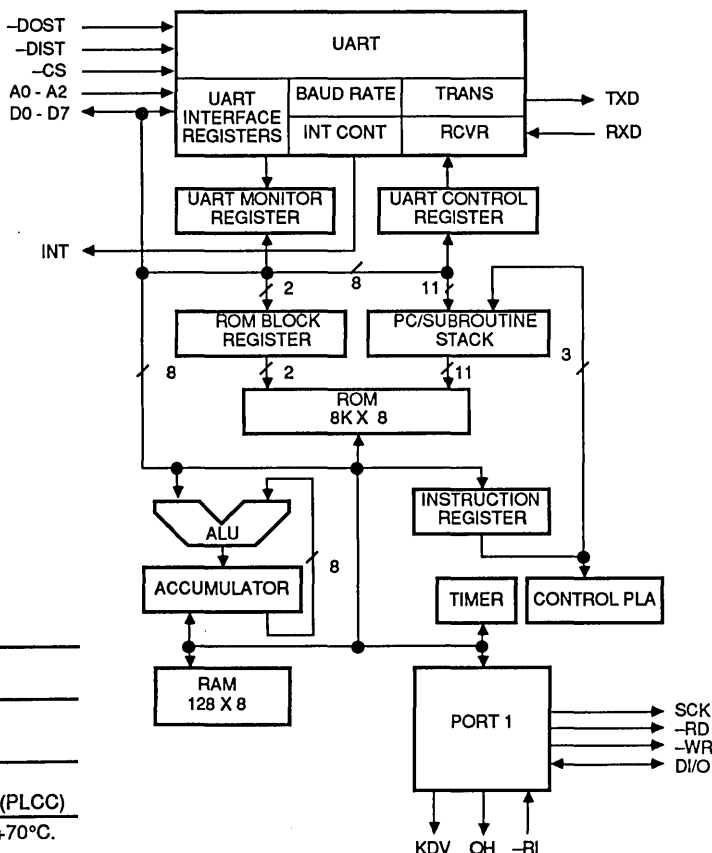 –DOST
–DIST
–CS
A0 - A2
D0 - D7
UART
UART
INTERFACE
REGISTERS
BAUD RATE
TRANS
INT CONT
RCVR
TXD
RXD
UART MONITOR
REGISTER
UART CONTROL
REGISTER
INT
8
2
11
ROM BLOCK
REGISTER
PC/SUBROUTINE
STACK
3
8
2
11
ROM
8K X 8
INSTRUCTION
REGISTER
ALU
8
ACCUMULATOR
TIMER
CONTROL PLA
RAM
128 X 8
PORT 1
SCK
–RD
–WR
DI/O
(PLCC)
+70°C.
KDV OH –RI